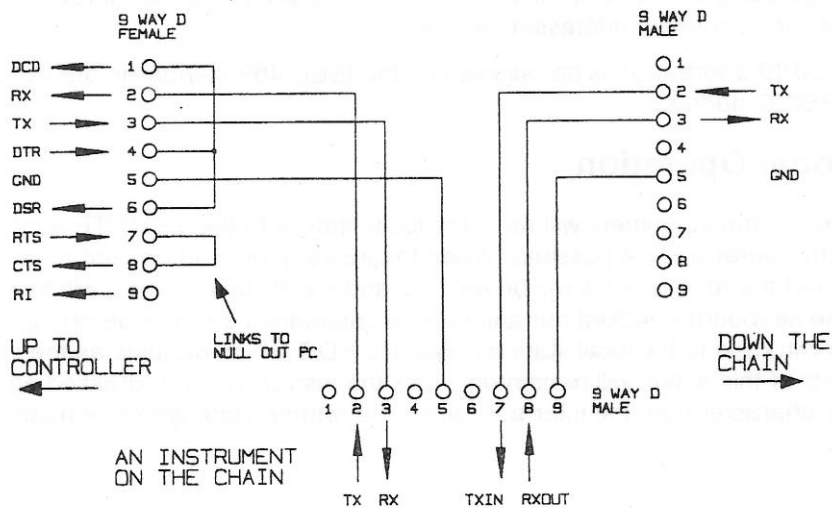 9 WAY D
FEMALE
DCD 1
RX 2
TX 3
DTR 4
GND 5
DSR 6
RTS 7
CTS 8
RI 9
LINKS TO
NULL OUT PC
9 WAY D
MALE
1
2 TX
3 RX
4
5 GND
6
7
8
9
UP TO
CONTROLLER
DOWN THE
CHAIN
1 2 3 4 5 6 7 8 9
9 WAY D
MALE
AN INSTRUMENT
ON THE CHAIN
TX RX TXIN RXOUT